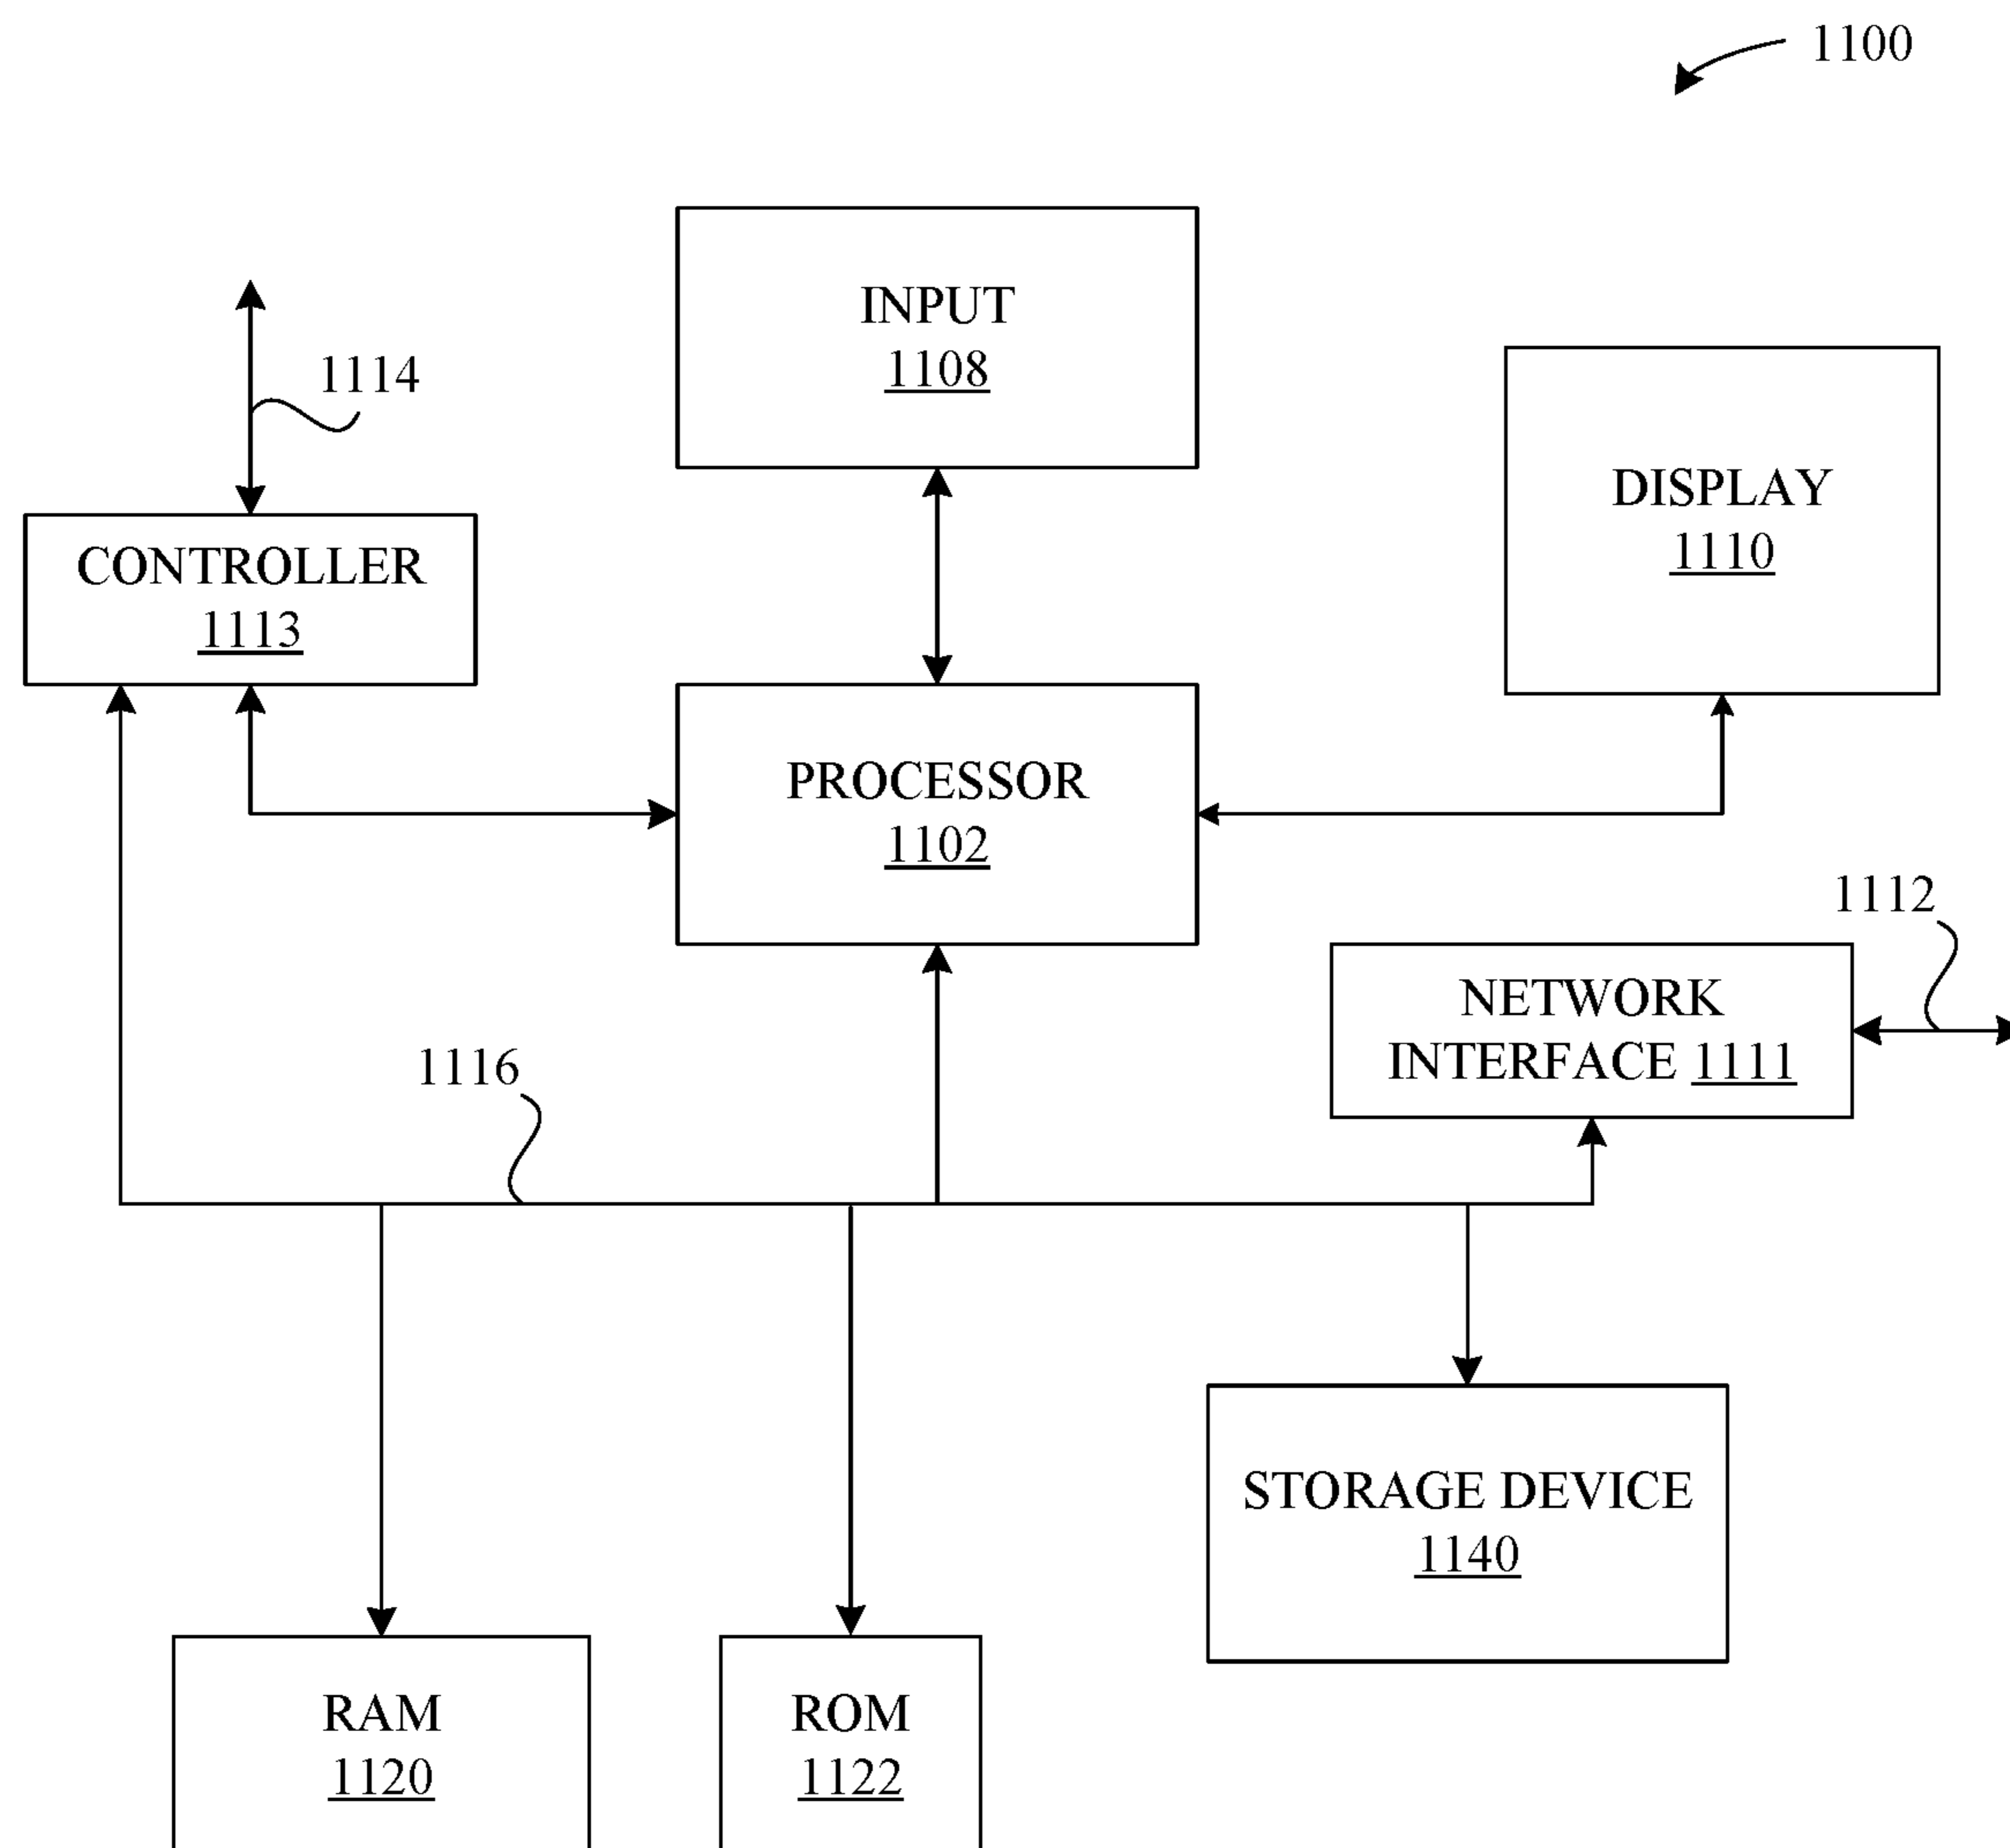 1100
INPUT
1108
1114
DISPLAY
1110
CONTROLLER
1113
PROCESSOR
1102
1112
NETWORK
INTERFACE 1111
1116
STORAGE DEVICE
1140
RAM
1120
ROM
1122